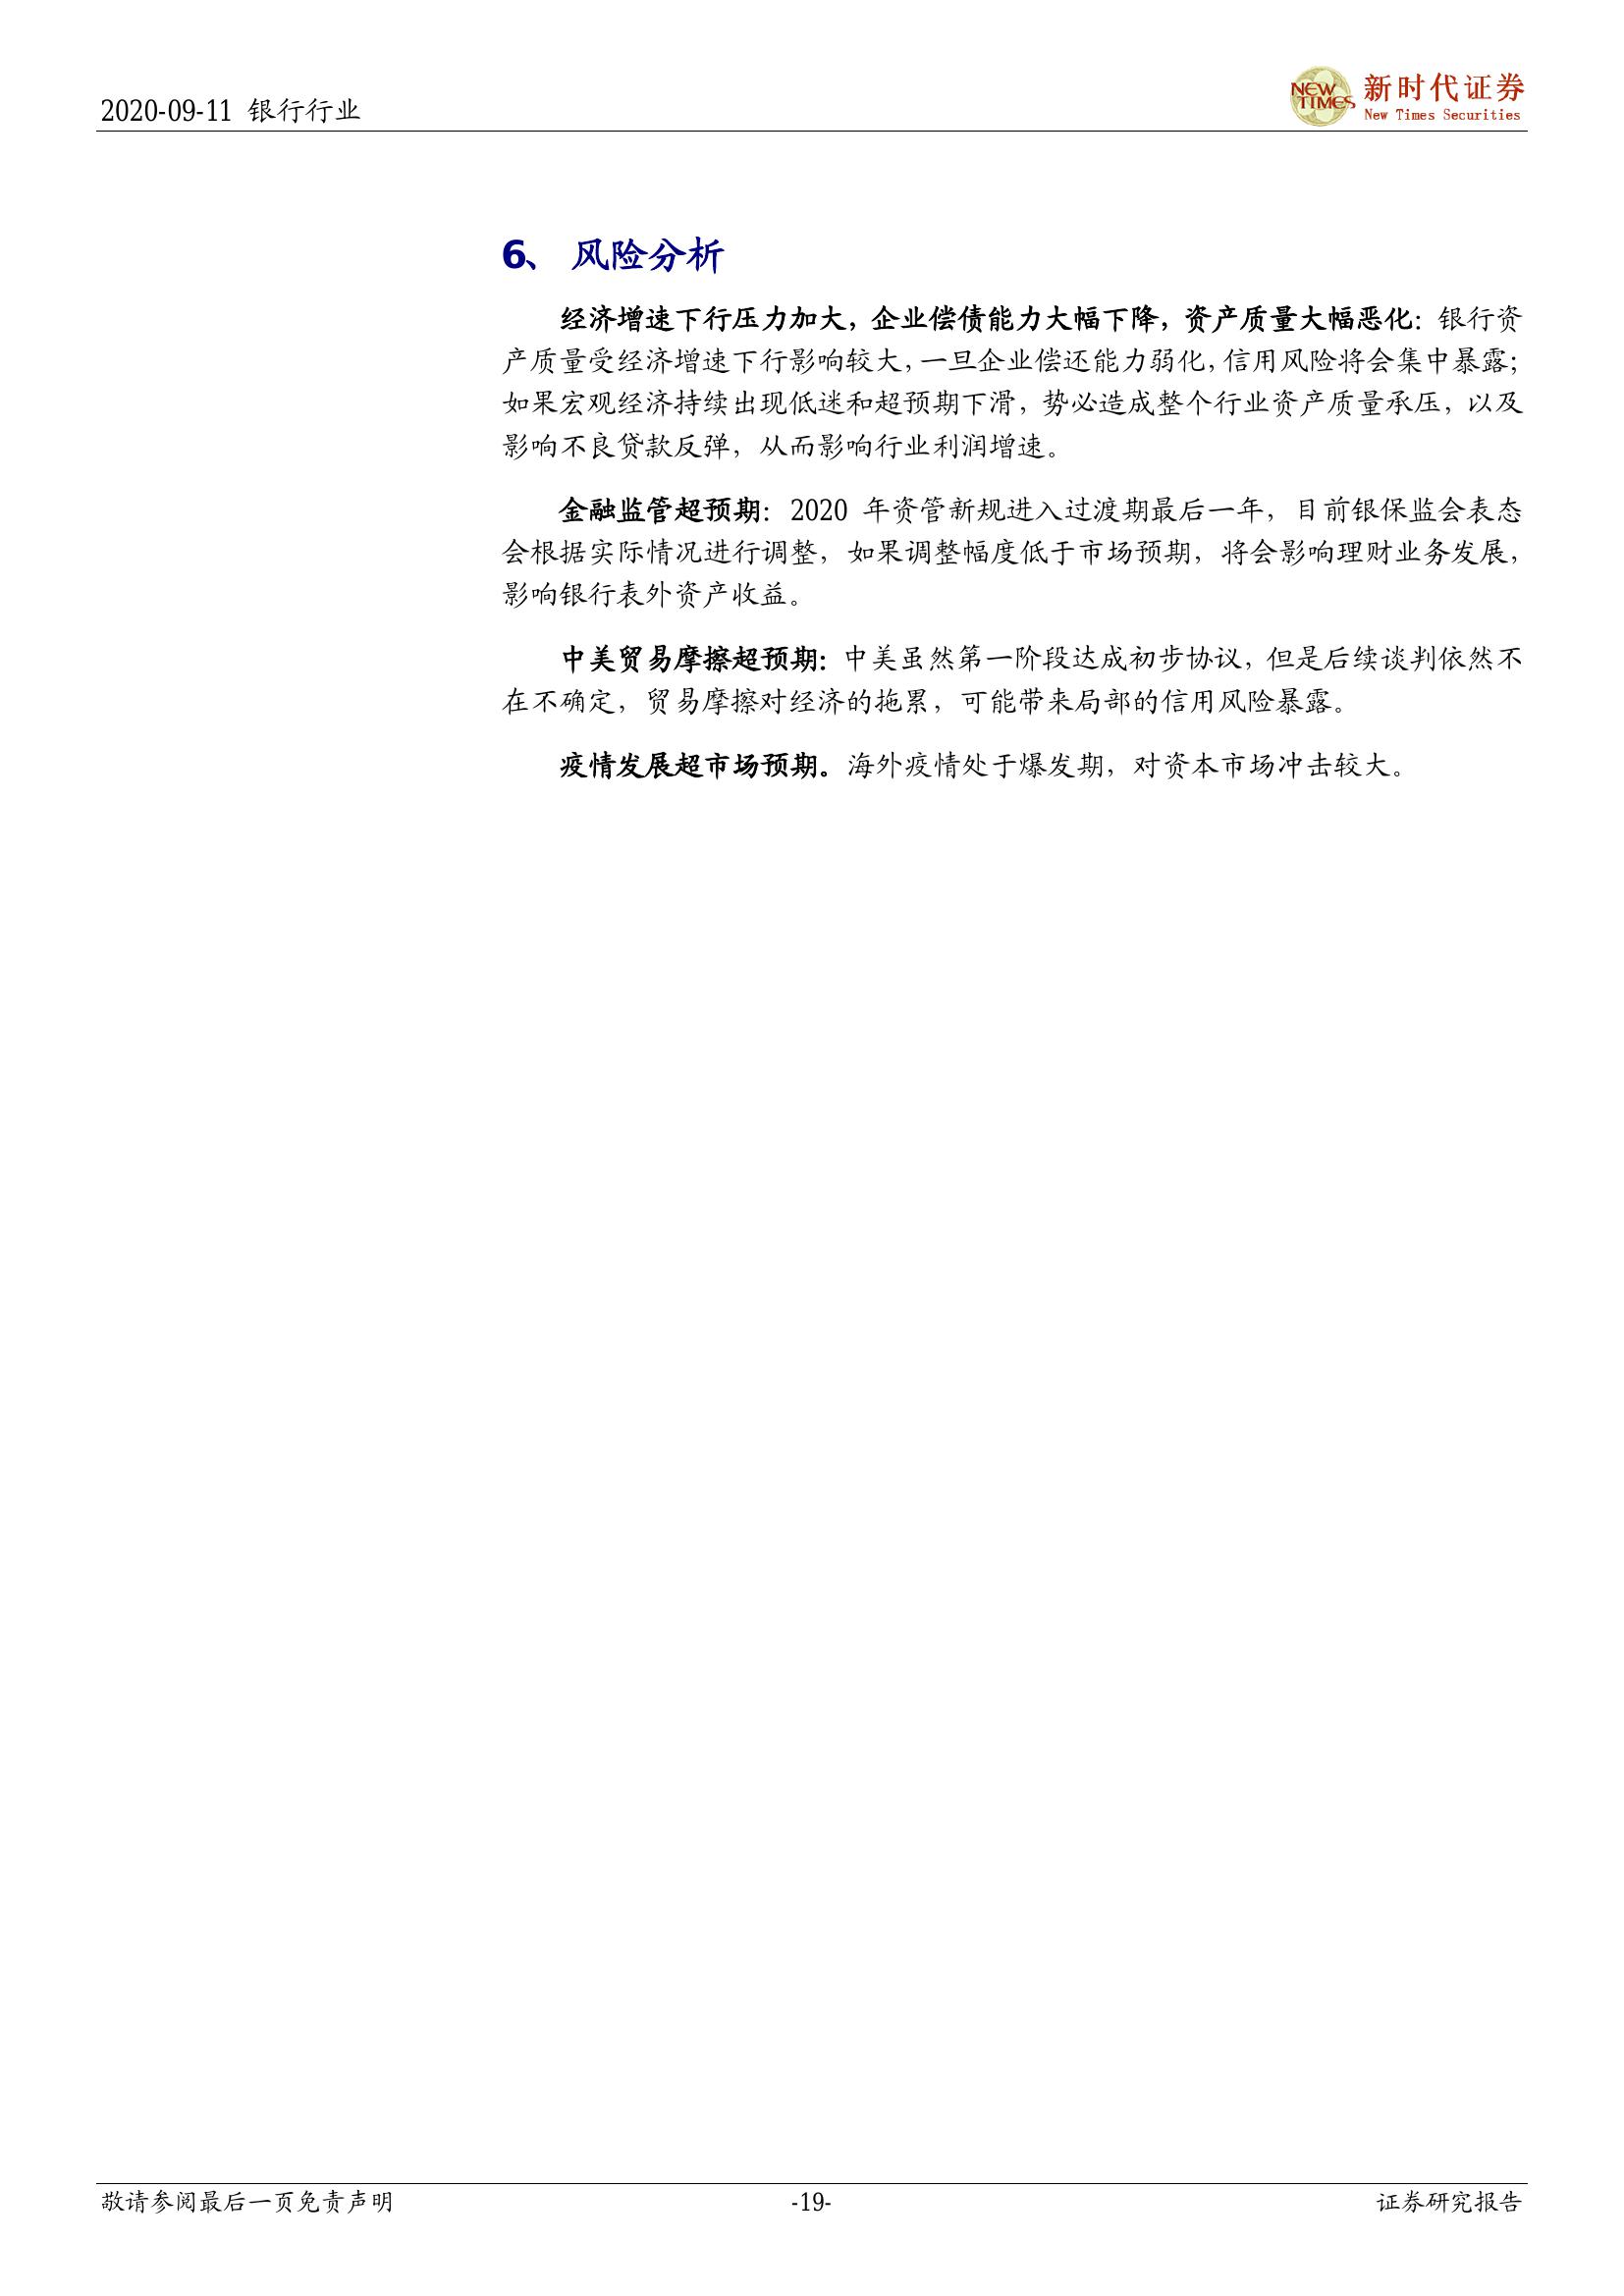 2020-09-11 银行行业
NEW TIMES
新时代证券
New Times Securities
6、 风险分析
经济增速下行压力加大，企业偿债能力大幅下降，资产质量大幅恶化：银行资
产质量受经济增速下行影响较大，一旦企业偿还能力弱化，信用风险将会集中暴露；
如果宏观经济持续出现低迷和超预期下滑，势必造成整个行业资产质量承压，以及
影响不良贷款反弹，从而影响行业利润增速。
金融监管超预期：2020 年资管新规进入过渡期最后一年，目前银保监会表态
会根据实际情况进行调整，如果调整幅度低于市场预期，将会影响理财业务发展，
影响银行表外资产收益。
中美贸易摩擦超预期：中美虽然第一阶段达成初步协议，但是后续谈判依然不
在不确定，贸易摩擦对经济的拖累，可能带来局部的信用风险暴露。
疫情发展超市场预期。海外疫情处于爆发期，对资本市场冲击较大。
敬请参阅最后一页免责声明
-19-
证券研究报告